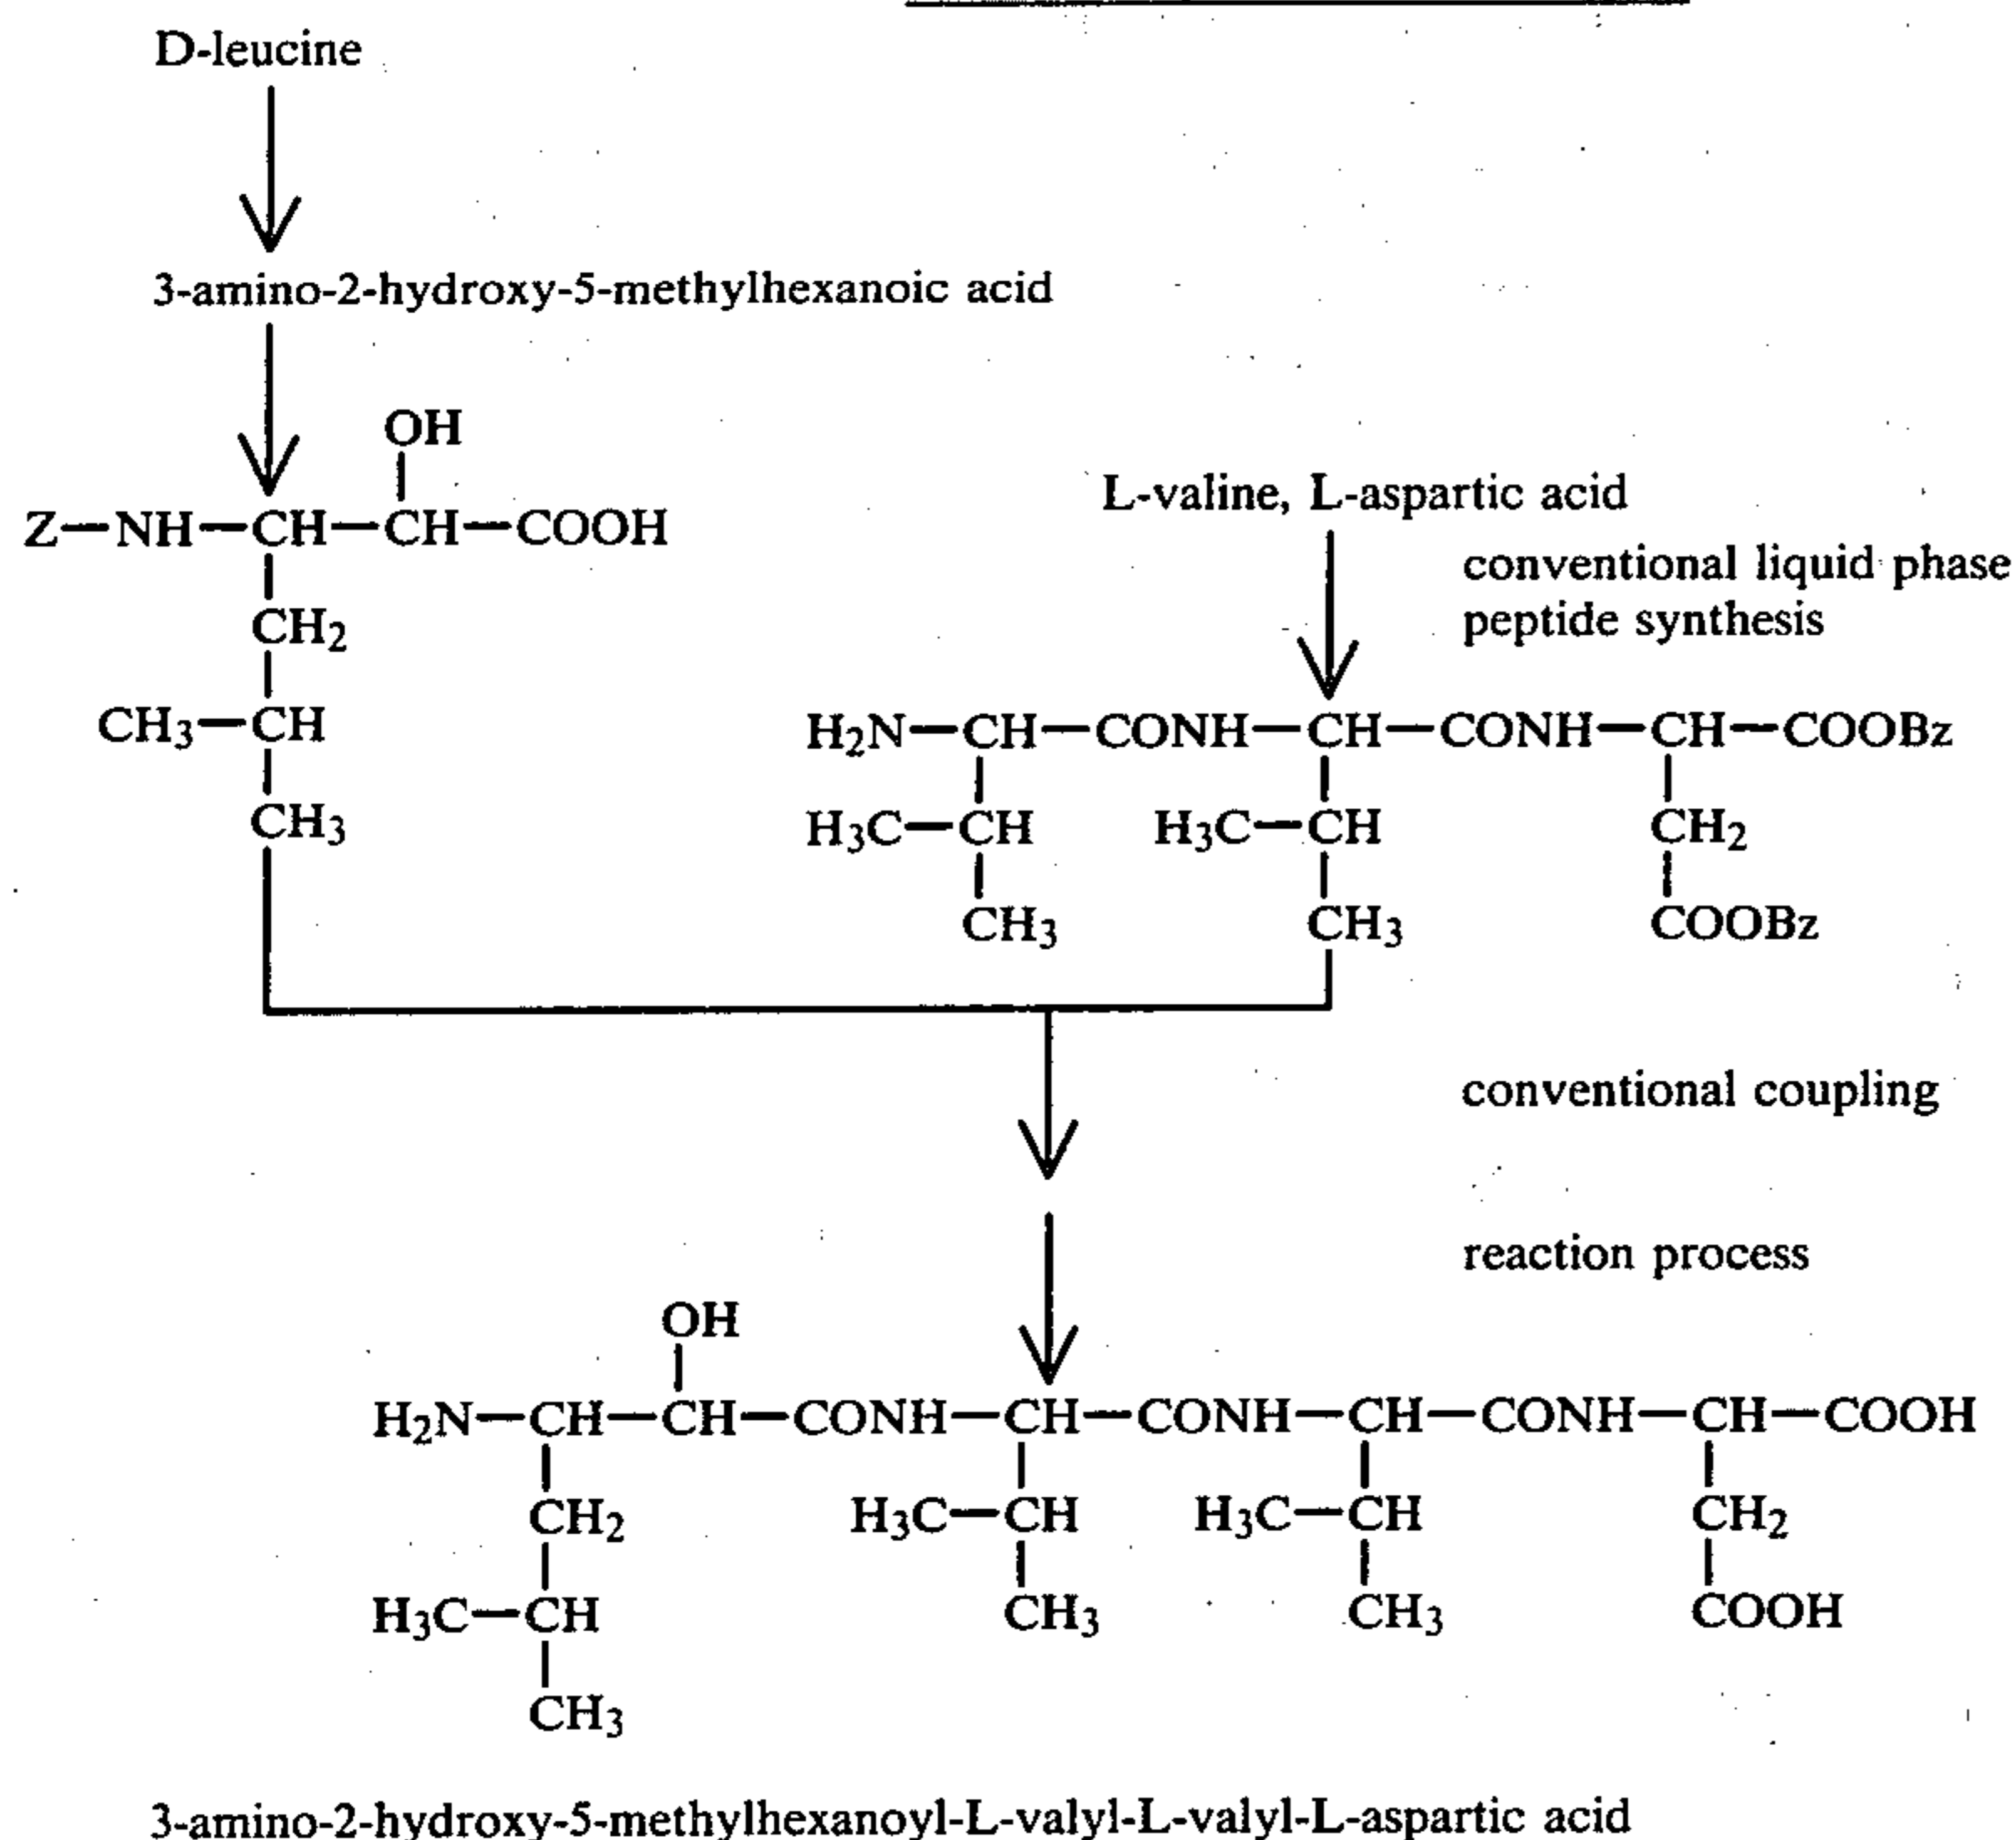 D-leucine
3-amino-2-hydroxy-5-methylhexanoic acid
OH
Z—NH—CH—CH—COOH
CH2
CH3—CH
CH3
L-valine, L-aspartic acid
conventional liquid phase
peptide synthesis
H2N—CH—CONH—CH—CONH—CH—COOBz
H3C—CH H3C—CH CH2
CH3 CH3 COOBz
conventional coupling
reaction process
OH
H2N—CH—CH—CONH—CH—CONH—CH—CONH—CH—COOH
CH2 H3C—CH H3C—CH CH2
H3C—CH CH3 CH3 COOH
CH3
3-amino-2-hydroxy-5-methylhexanoyl-L-valyl-L-valyl-L-aspartic acid